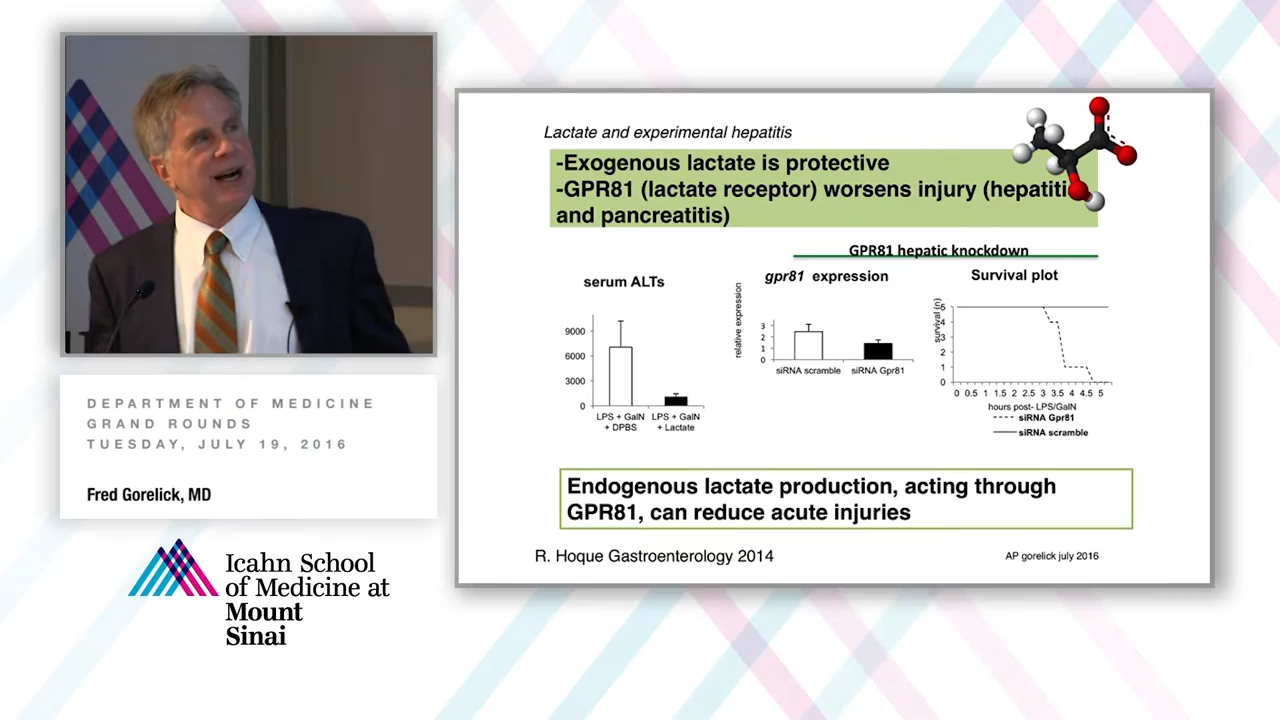 DEPARTMENT OF MEDICINE
GRAND ROUNDS
TUESDAY, JULY 19, 2016
Fred Gorelick, MD
Icahn School
of Medicine at
Mount
Sinai
Lactate and experimental hepatitis
-Exogenous lactate is protective
-GPR81 (lactate receptor) worsens injury (hepatiti
and pancreatitis)
GPR81 hepatic knockdown
serum ALTs
9000
6000
3000
0
LPS + GalN
+ DPBS
LPS + GalN
+ Lactate
gpr81 expression
relative expression
3
2
1
0
siRNA scramble
siRNA Gpr81
Survival plot
survival (n)
5
4
3
2
1
0
0 0.5 1 1.5 2 2.5 3 3.5 4 4.5 5
hours post- LPS/GalN
siRNA Gpr81
siRNA scramble
Endogenous lactate production, acting through
GPR81, can reduce acute injuries
R. Hoque Gastroenterology 2014
AP gorelick july 2016